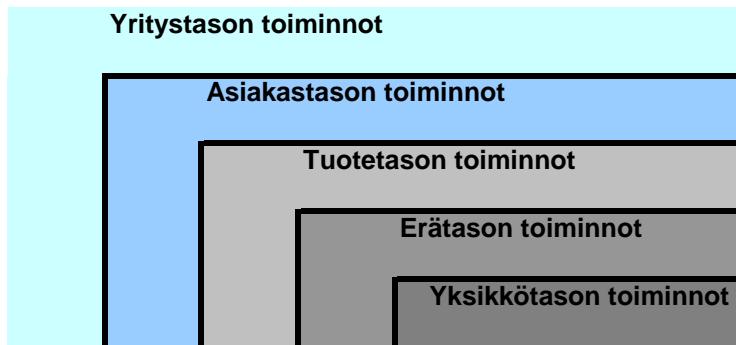 Yritystason toiminnot
Asiakastason toiminnot
Tuotetason toiminnot
Erätason toiminnot
Yksikkötason toiminnot